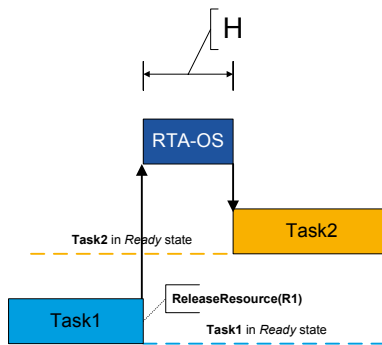 H
RTA-OS
Task2 in Ready state
Task2
ReleaseResource(R1)
Task1
Task1 in Ready state